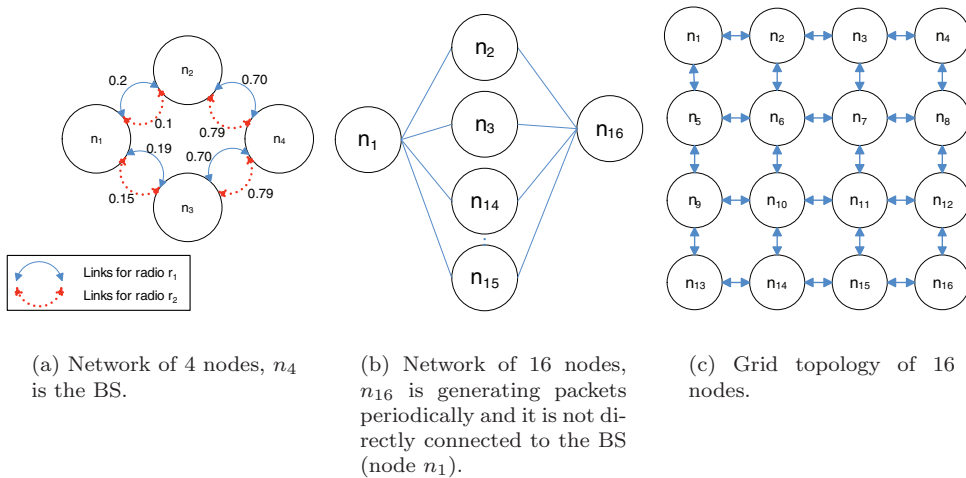 n2
0.2
0.70
0.1
0.79
n1
n4
0.19
0.70
0.15
0.79
n3
Links for radio r1
Links for radio r2
(a) Network of 4 nodes, n4
is the BS.
n2
n1
n3
n16
n14
n15
(b) Network of 16 nodes,
n16 is generating packets
periodically and it is not di-
rectly connected to the BS
(node n1).
n1 n2 n3 n4
n5 n6 n7 n8
n9 n10 n11 n12
n13 n14 n15 n16
(c) Grid topology of 16
nodes.